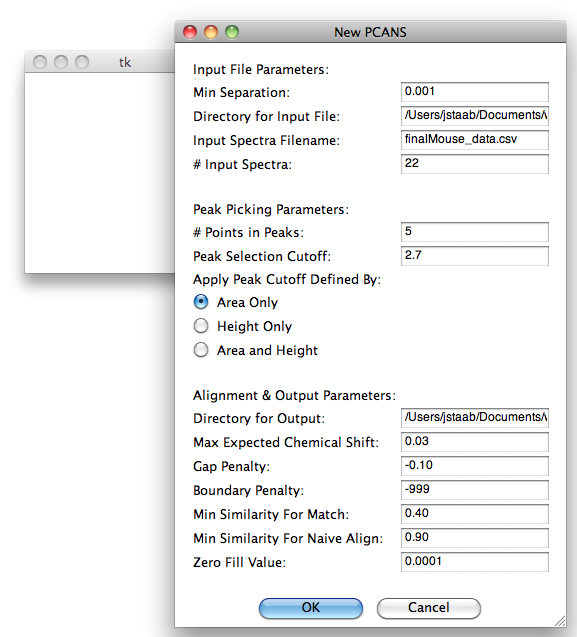 New PCANS
tk
Input File Parameters:
Min Separation: 0.001
Directory for Input File: /Users/jstaab/Documents/
Input Spectra Filename: finalMouse_data.csv
# Input Spectra: 22
Peak Picking Parameters:
# Points in Peaks: 5
Peak Selection Cutoff: 2.7
Apply Peak Cutoff Defined By:
Area Only
Height Only
Area and Height
Alignment & Output Parameters:
Directory for Output: /Users/jstaab/Documents/
Max Expected Chemical Shift: 0.03
Gap Penalty: -0.10
Boundary Penalty: -999
Min Similarity For Match: 0.40
Min Similarity For Naive Align: 0.90
Zero Fill Value: 0.0001
OK Cancel